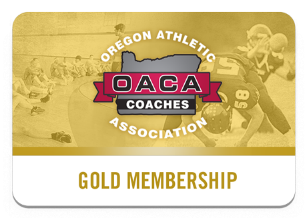 OREGON ATHLETIC
OACA
COACHES
ASSOCIATION
58
GOLD MEMBERSHIP